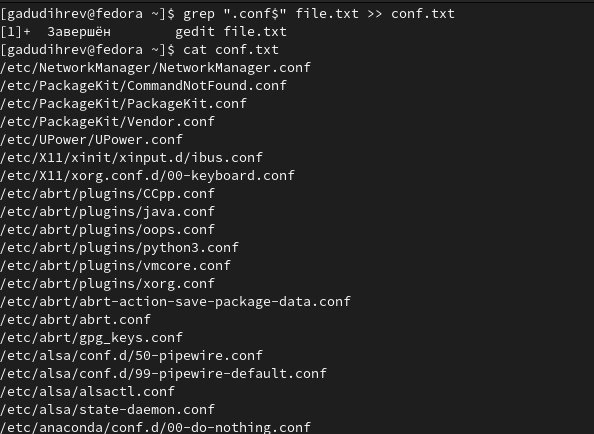 [gadudihrev@fedora ~]$ grep ".conf$" file.txt >> conf.txt
[1]+  Завершён        gedit file.txt
[gadudihrev@fedora ~]$ cat conf.txt
/etc/NetworkManager/NetworkManager.conf
/etc/PackageKit/CommandNotFound.conf
/etc/PackageKit/PackageKit.conf
/etc/PackageKit/Vendor.conf
/etc/UPower/UPower.conf
/etc/X11/xinit/xinput.d/ibus.conf
/etc/X11/xorg.conf.d/00-keyboard.conf
/etc/abrt/plugins/CCpp.conf
/etc/abrt/plugins/java.conf
/etc/abrt/plugins/oops.conf
/etc/abrt/plugins/python3.conf
/etc/abrt/plugins/vmcore.conf
/etc/abrt/plugins/xorg.conf
/etc/abrt/abrt-action-save-package-data.conf
/etc/abrt/abrt.conf
/etc/abrt/gpg_keys.conf
/etc/alsa/conf.d/50-pipewire.conf
/etc/alsa/conf.d/99-pipewire-default.conf
/etc/alsa/alsactl.conf
/etc/alsa/state-daemon.conf
/etc/anaconda/conf.d/00-do-nothing.conf